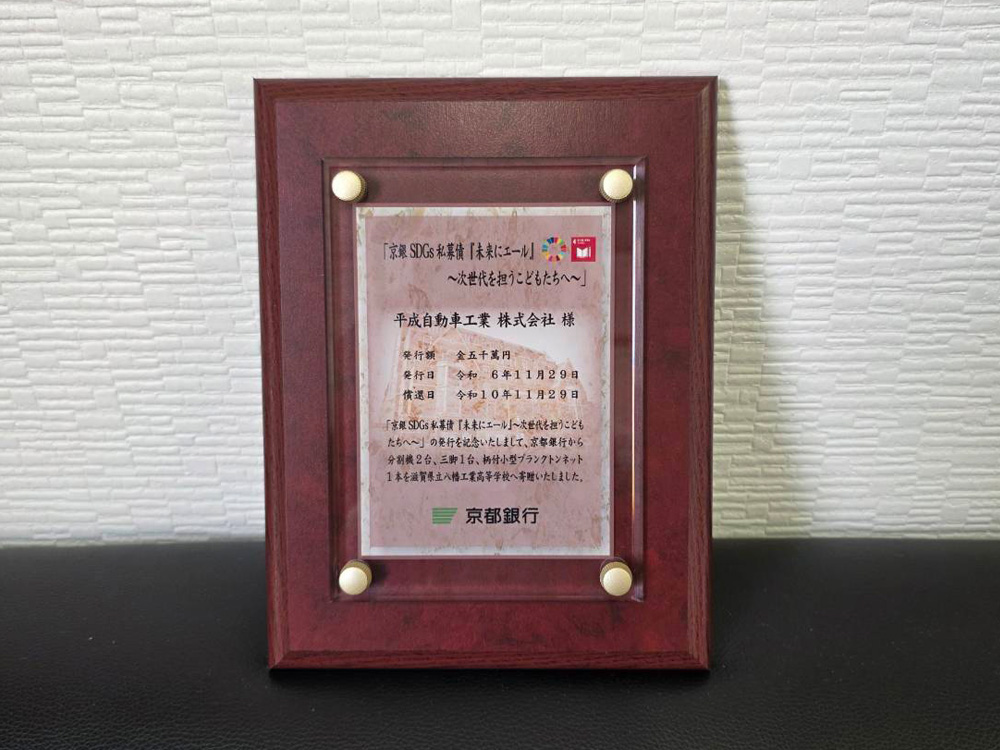 「京銀SDGs私募債『未来にエール』
～次世代を担うこどもたちへ～」
平成自動車工業 株式会社 様
発行額 金五千萬円
発行日 令和 6年11月29日
償還日 令和10年11月29日
「京銀SDGs私募債『未来にエール』～次世代を担うこども
たちへ～」の発行を記念いたしまして、京都銀行から
分割機2台、三脚1台、柄付小型プランクトンネット
1本を滋賀県立八幡工業高等学校へ寄贈いたしました。
京都銀行